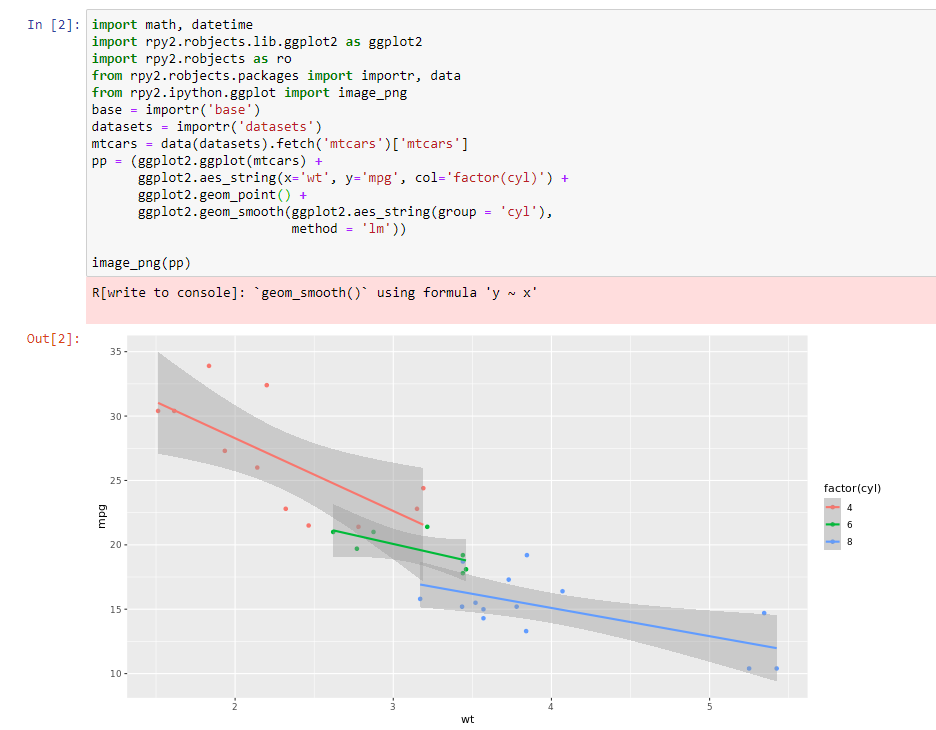 In [2]:
import math, datetime
import rpy2.robjects.lib.ggplot2 as ggplot2
import rpy2.robjects as ro
from rpy2.robjects.packages import importr, data
from rpy2.ipython.ggplot import image_png
base = importr('base')
datasets = importr('datasets')
mtcars = data(datasets).fetch('mtcars')['mtcars']
pp = (ggplot2.ggplot(mtcars) +
      ggplot2.aes_string(x='wt', y='mpg', col='factor(cyl)') +
      ggplot2.geom_point() +
      ggplot2.geom_smooth(ggplot2.aes_string(group = 'cyl'),
                          method = 'lm'))
image_png(pp)
R[write to console]: `geom_smooth()` using formula 'y ~ x'
Out[2]:
35
30
25
20
15
10
mpg
2 3 4 5
wt
factor(cyl)
4
6
8